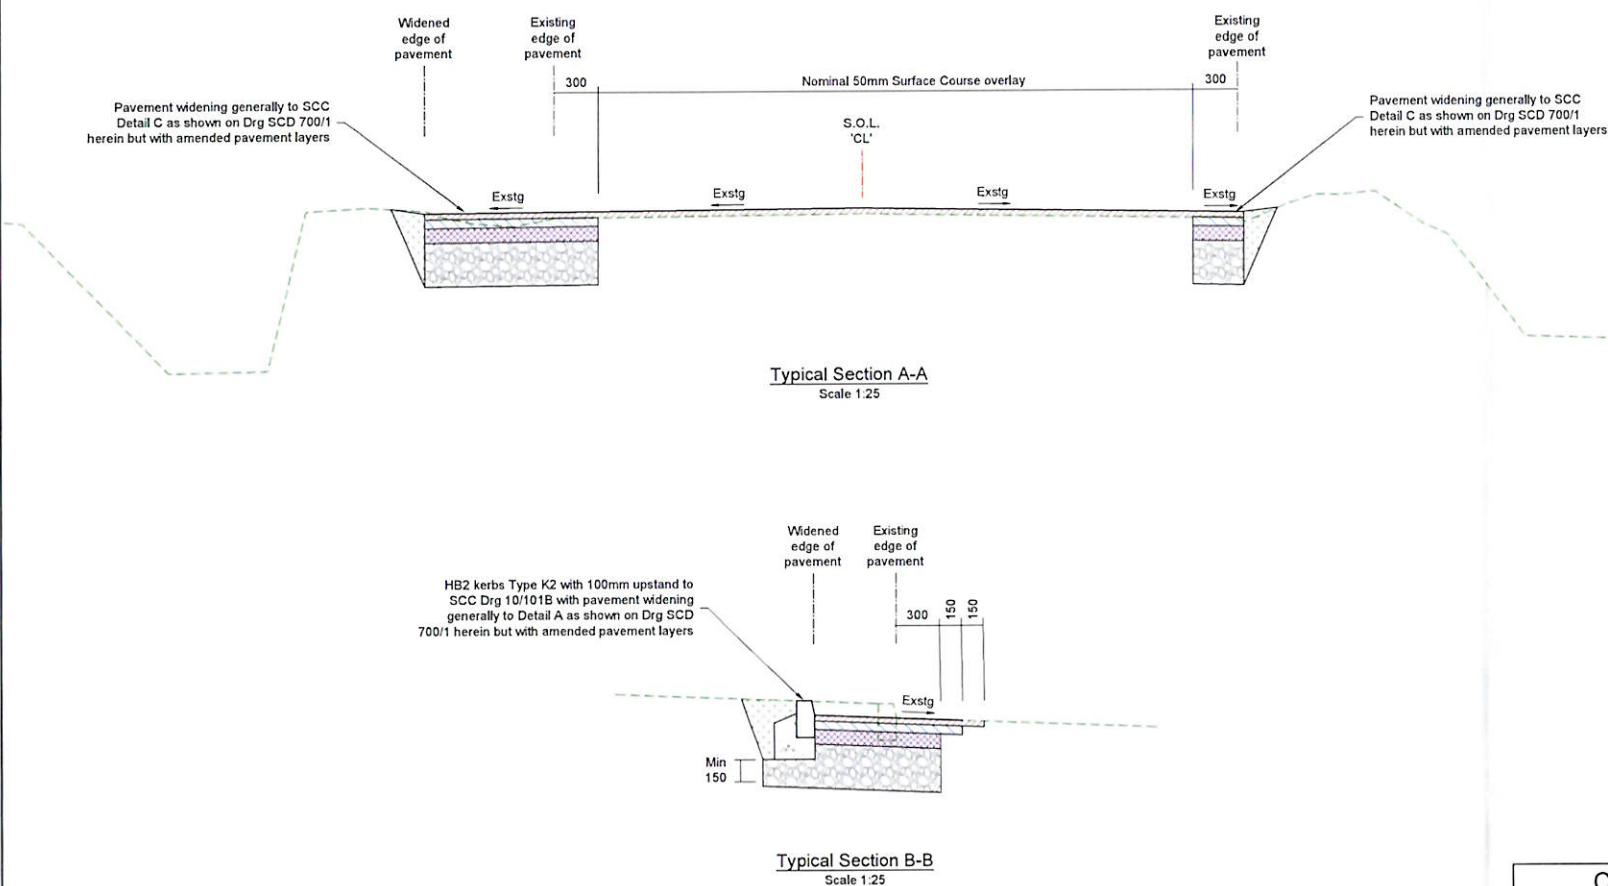 Widened
edge of
pavement
Existing
edge of
pavement
Existing
edge of
pavement
300
Nominal 50mm Surface Course overlay
300
Pavement widening generally to SCC
Detail C as shown on Drg SCD 700/1
herein but with amended pavement layers
Pavement widening generally to SCC
Detail C as shown on Drg SCD 700/1
herein but with amended pavement layers
S.O.L.
'CL'
Exstg
Exstg
Exstg
Exstg
Typical Section A-A
Scale 1:25
Widened
edge of
pavement
Existing
edge of
pavement
HB2 kerbs Type K2 with 100mm upstand to
SCC Drg 10/101B with pavement widening
generally to Detail A as shown on Drg SCD
700/1 herein but with amended pavement layers
300
150
150
Exstg
Min
150
Typical Section B-B
Scale 1:25